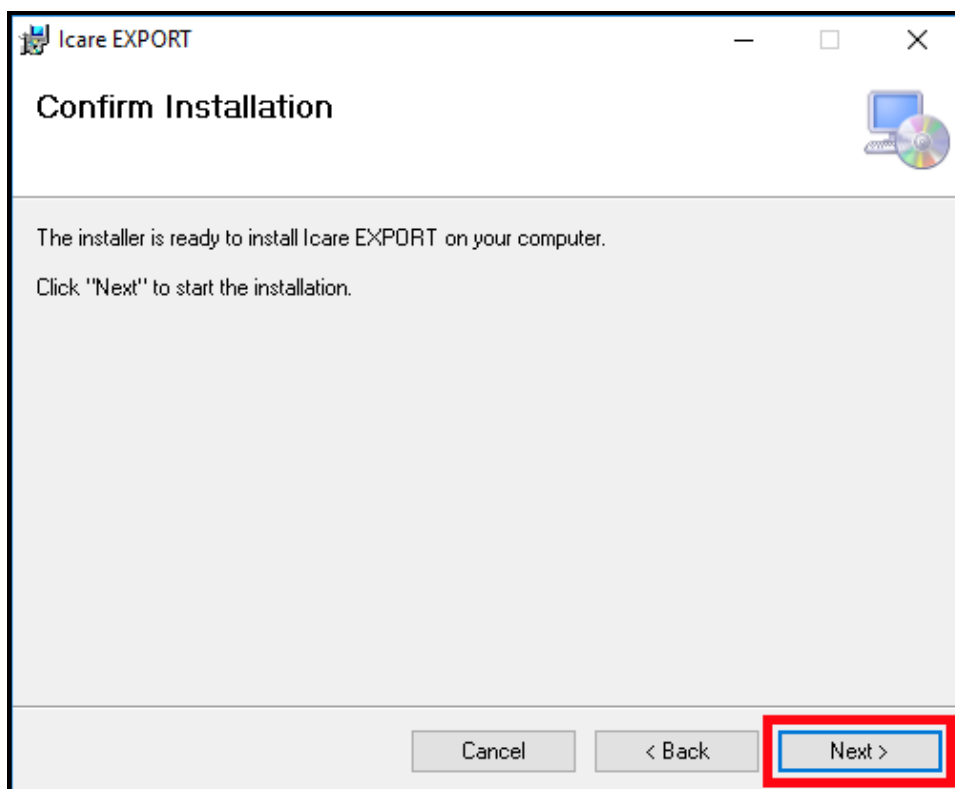 Icare EXPORT
Confirm Installation
The installer is ready to install Icare EXPORT on your computer.
Click "Next" to start the installation.
Cancel
< Back
Next >